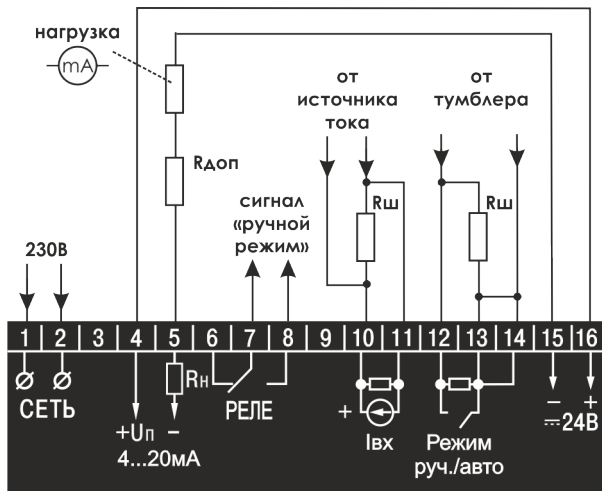 нагрузка
mA
Rдоп
от
источника
тока
от
тумблера
Rш
Rш
сигнал
«ручной
режим»
230В
1 2 3 4 5 6 7 8 9 10 11 12 13 14 15 16
СЕТЬ
+Uп –
4...20мА
Rн
РЕЛЕ
+
Iвх
Режим
руч./авто
– +
24В